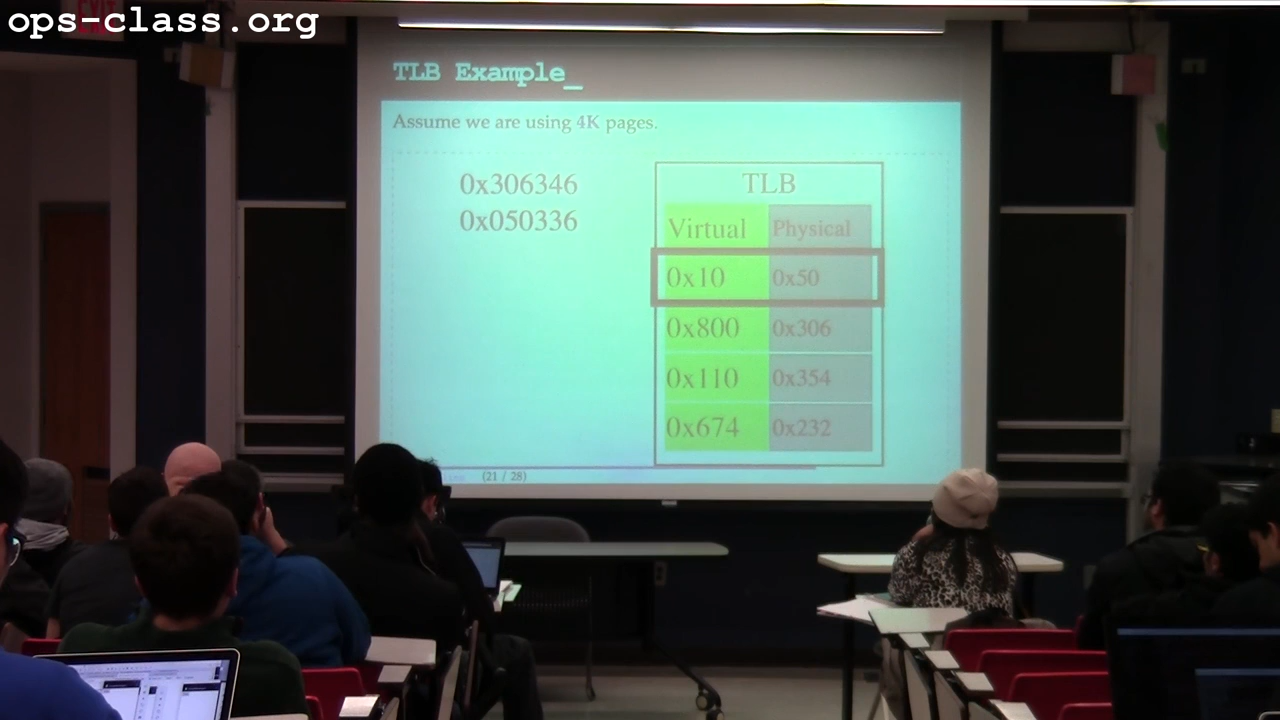 ops-class.org
EXIT
TLB Example_
Assume we are using 4K pages.
0x306346
0x050336
TLB
Virtual Physical
0x10 0x50
0x800 0x306
0x110 0x354
0x674 0x232
(21 / 28)